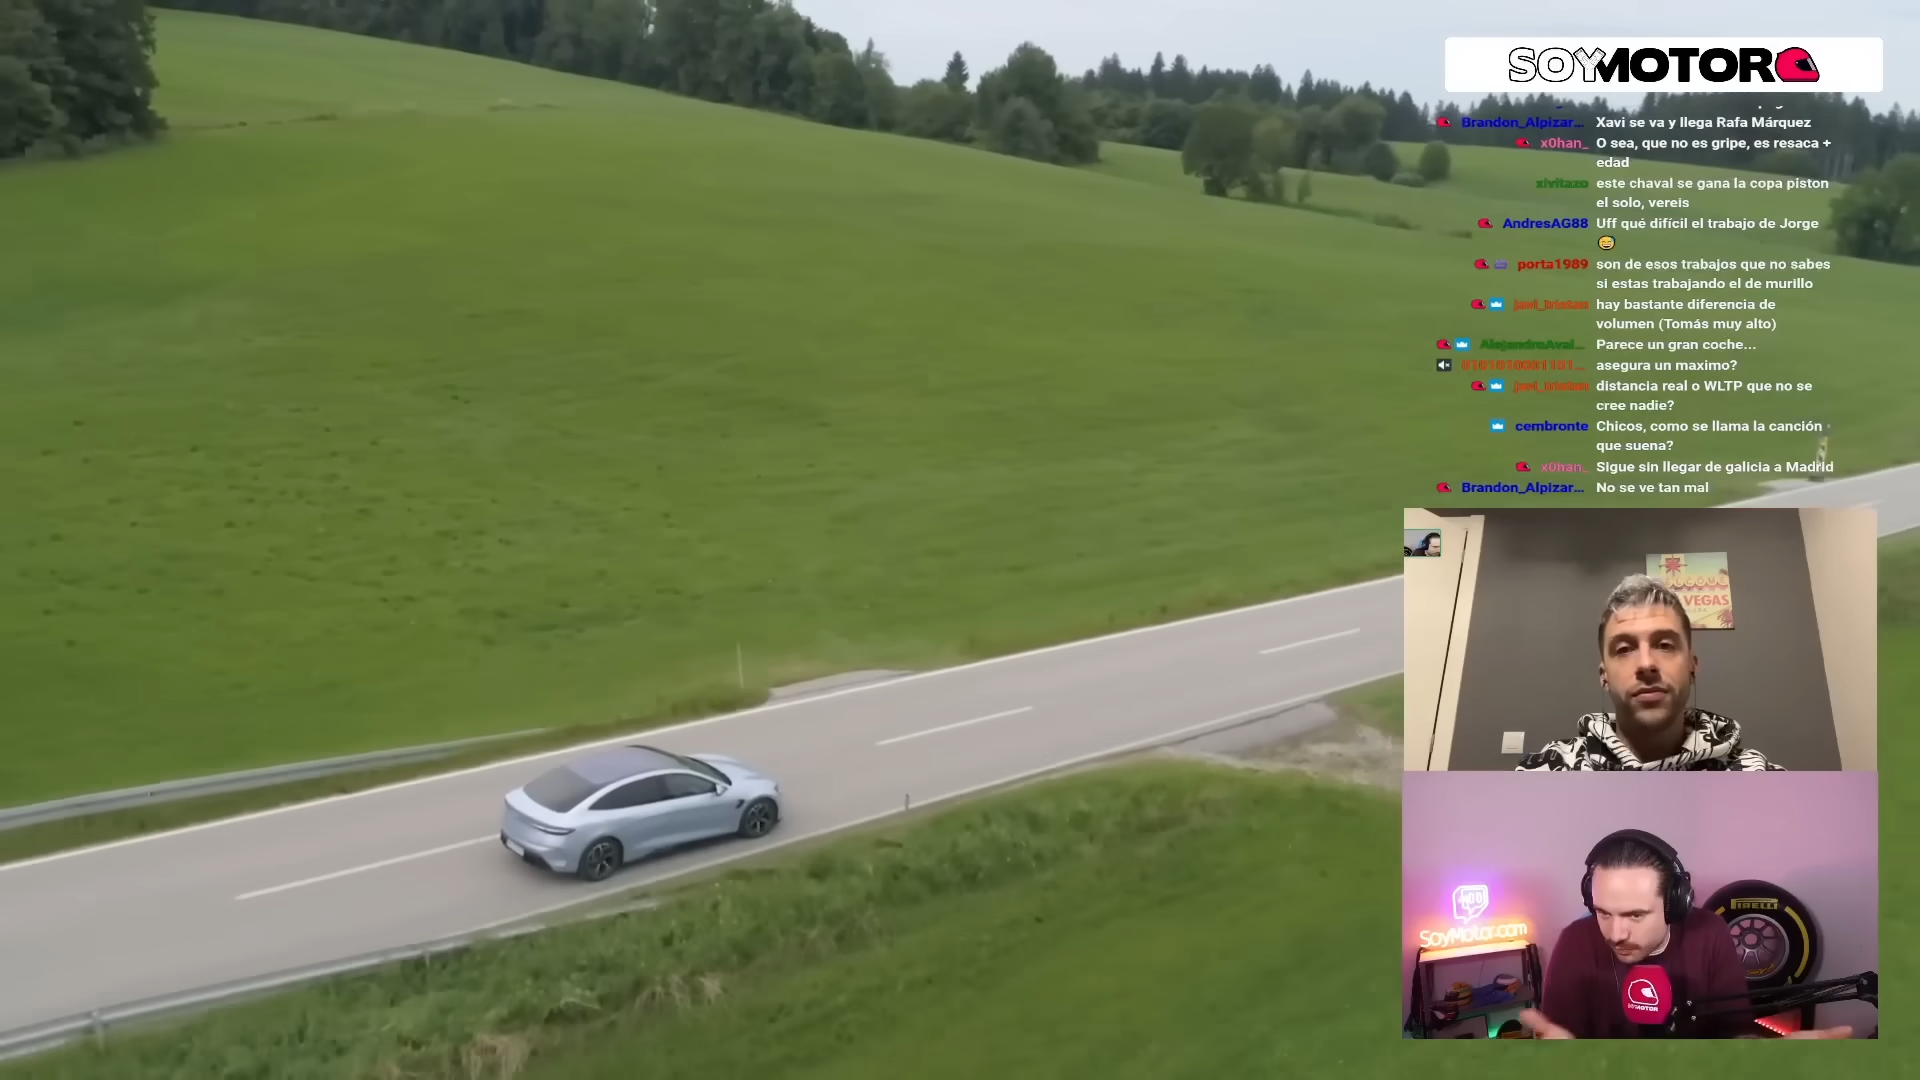 SOYMOTOR
Brandon_Alpizar... Xavi se va y llega Rafa Márquez
x0han_ O sea, que no es gripe, es resaca +
edad
xivitazo este chaval se gana la copa piston
el solo, vereis
AndresAG88 Uff qué difícil el trabajo de Jorge
porta1989 son de esos trabajos que no sabes
si estas trabajando el de murillo
javi_tristan hay bastante diferencia de
volumen (Tomás muy alto)
AlejandroAval... Parece un gran coche...
asegura un maximo?
javi_tristan distancia real o WLTP que no se
cree nadie?
cembronte Chicos, como se llama la canción
que suena?
x0han_ Sigue sin llegar de galicia a Madrid
Brandon_Alpizar... No se ve tan mal
VEGAS
PIRELLI
SoyMotor.com
SOYMOTOR